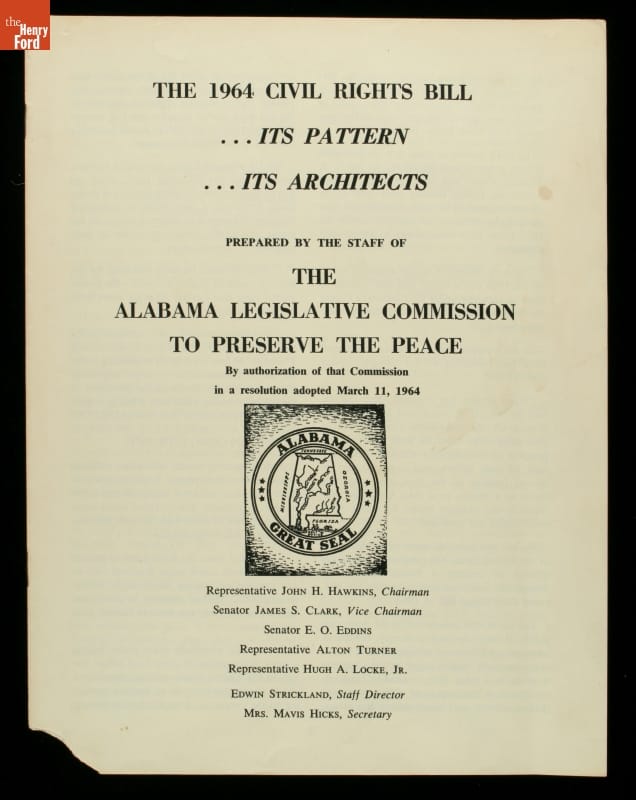 the
Henry
Ford
THE 1964 CIVIL RIGHTS BILL
. . . ITS PATTERN
. . . ITS ARCHITECTS
PREPARED BY THE STAFF OF
THE
ALABAMA LEGISLATIVE COMMISSION
TO PRESERVE THE PEACE
By authorization of that Commission
in a resolution adopted March 11, 1964
ALABAMA
TENNESSEE
MISSISSIPPI
GEORGIA
FLORIDA
GREAT SEAL
Representative JOHN H. HAWKINS, Chairman
Senator JAMES S. CLARK, Vice Chairman
Senator E. O. EDDINS
Representative ALTON TURNER
Representative HUGH A. LOCKE, JR.
EDWIN STRICKLAND, Staff Director
MRS. MAVIS HICKS, Secretary